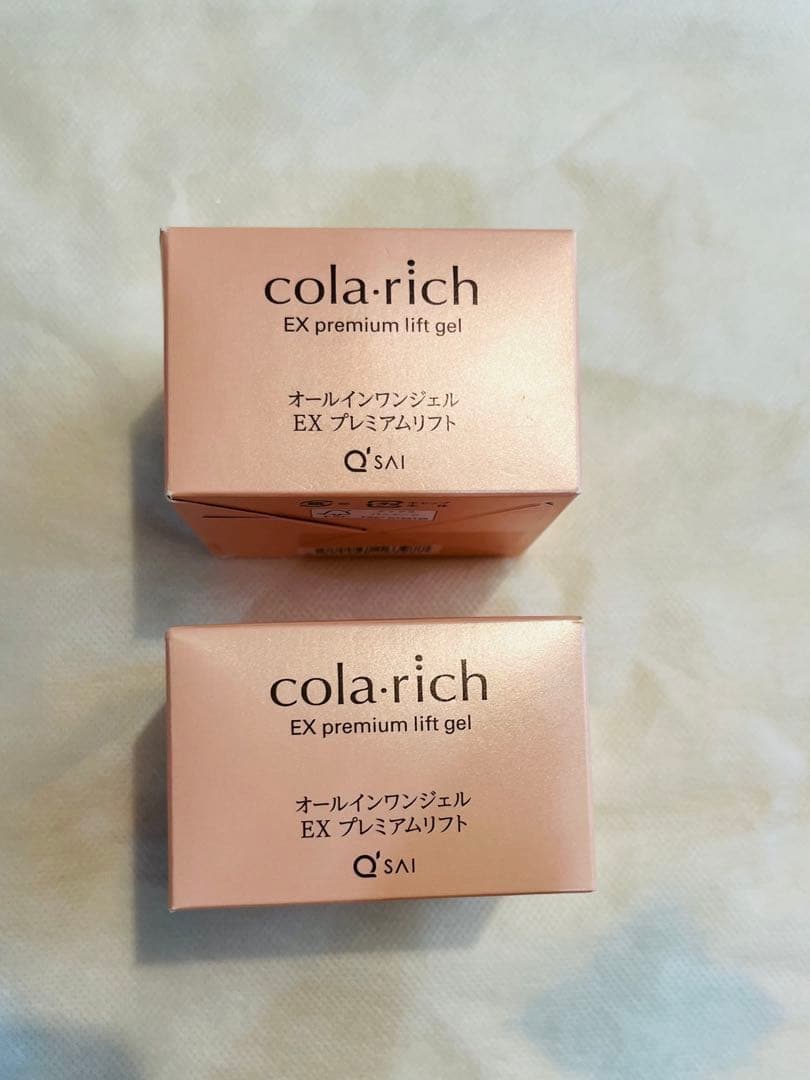 cola·rich
EX premium lift gel
オールインワンジェル
EX プレミアムリフト
Q'SAI
cola·rich
EX premium lift gel
オールインワンジェル
EX プレミアムリフト
Q'SAI